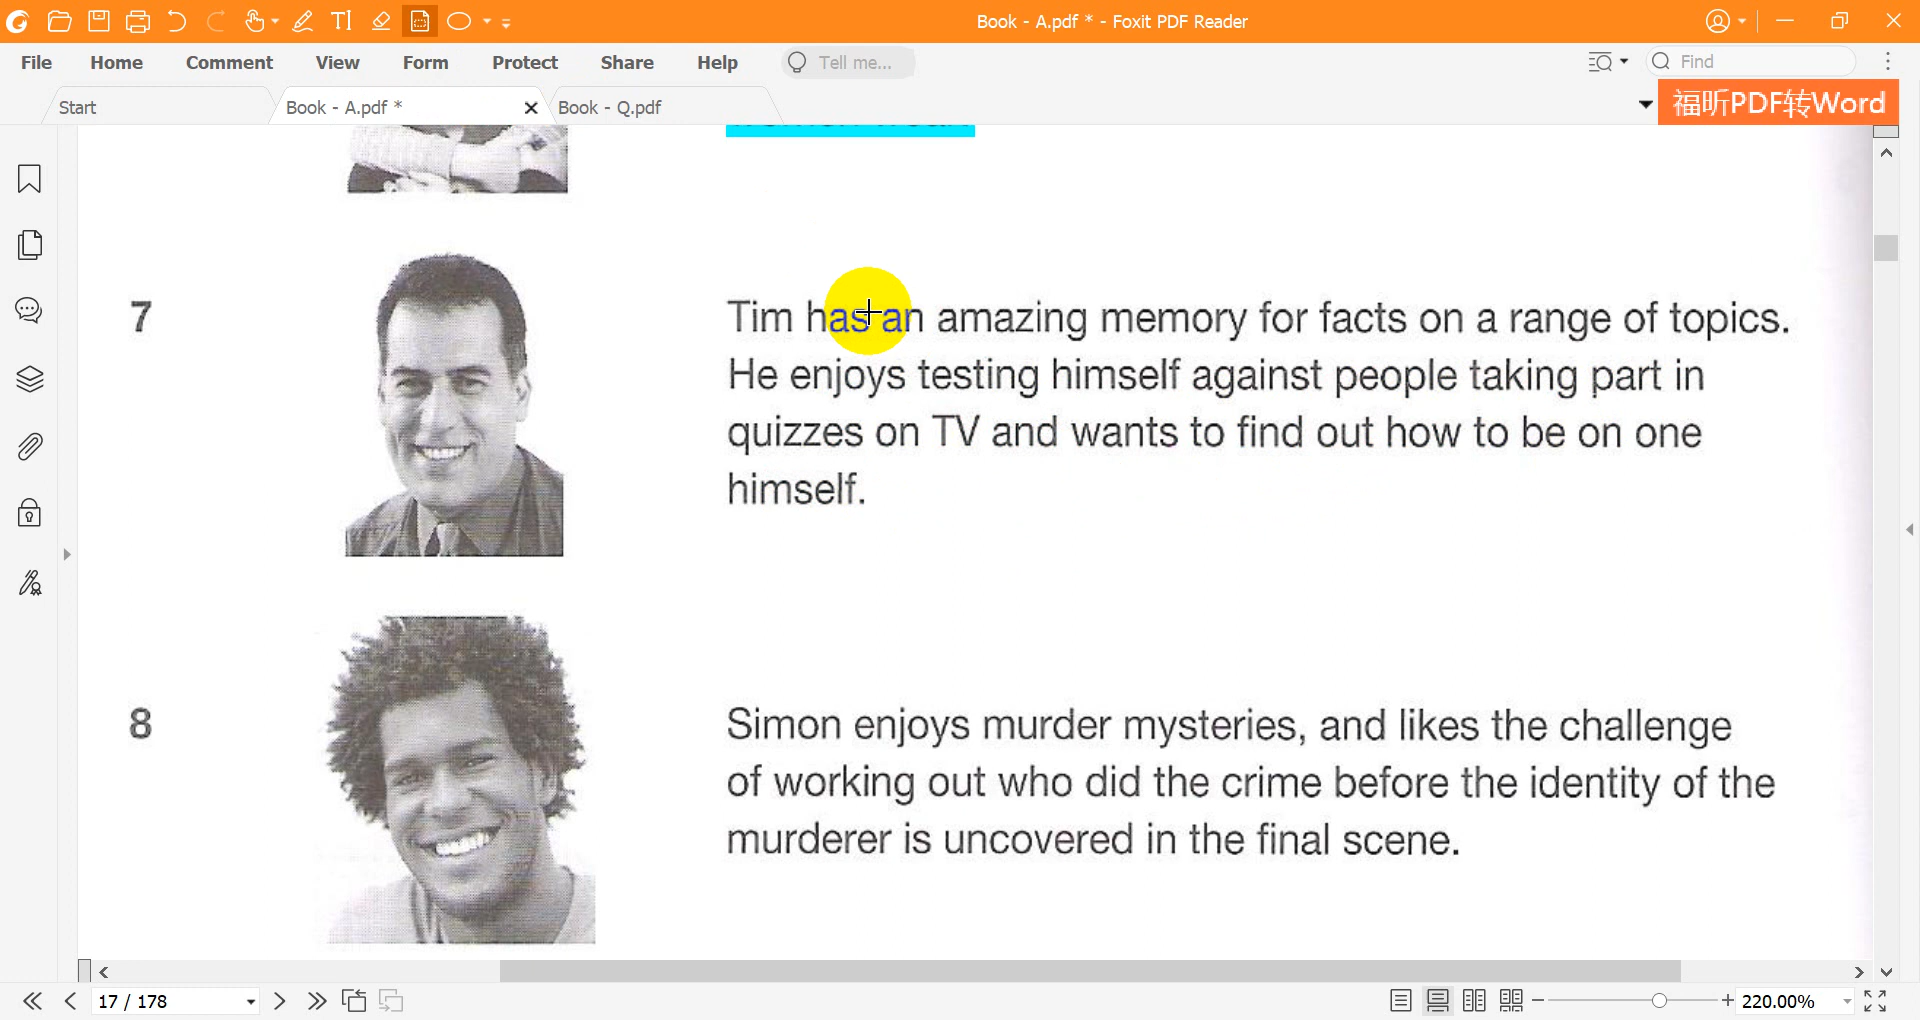 Book - A.pdf * - Foxit PDF Reader
File Home Comment View Form Protect Share Help Tell me... Find
Start Book - A.pdf * Book - Q.pdf 福昕PDF转Word
7
Tim has an amazing memory for facts on a range of topics.
He enjoys testing himself against people taking part in
quizzes on TV and wants to find out how to be on one
himself.
8
Simon enjoys murder mysteries, and likes the challenge
of working out who did the crime before the identity of the
murderer is uncovered in the final scene.
17 / 178 220.00%